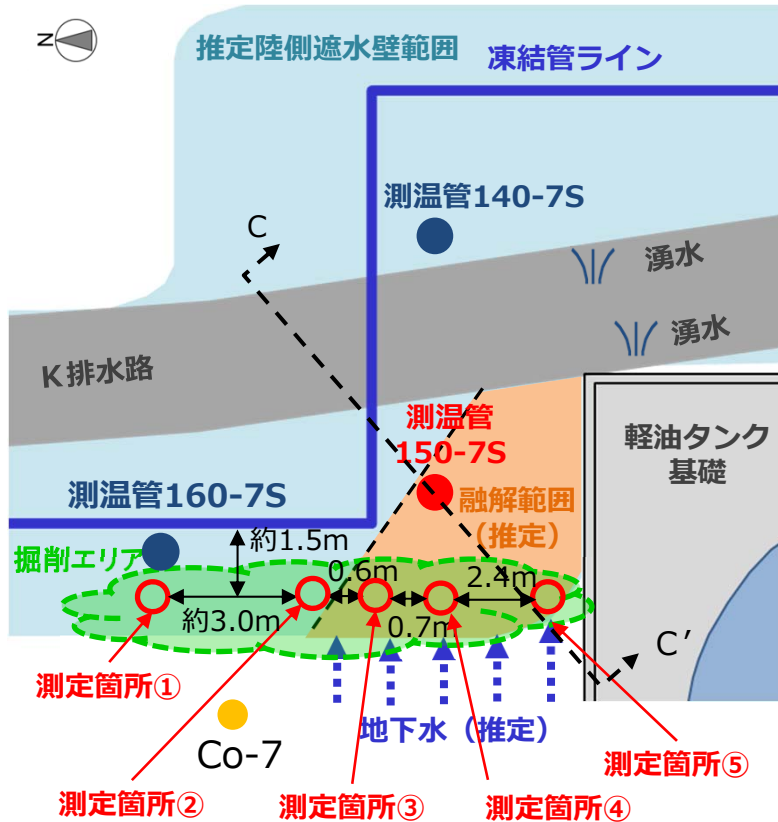 N
推定陸側遮水壁範囲
凍結管ライン
測温管140-7S
C
湧水
湧水
K排水路
測温管
150-7S
軽油タンク
基礎
測温管160-7S
融解範囲
(推定)
約1.5m
掘削エリア
0.6m
2.4m
約3.0m
0.7m
C’
測定箇所①
地下水(推定)
Co-7
測定箇所⑤
測定箇所②
測定箇所③
測定箇所④